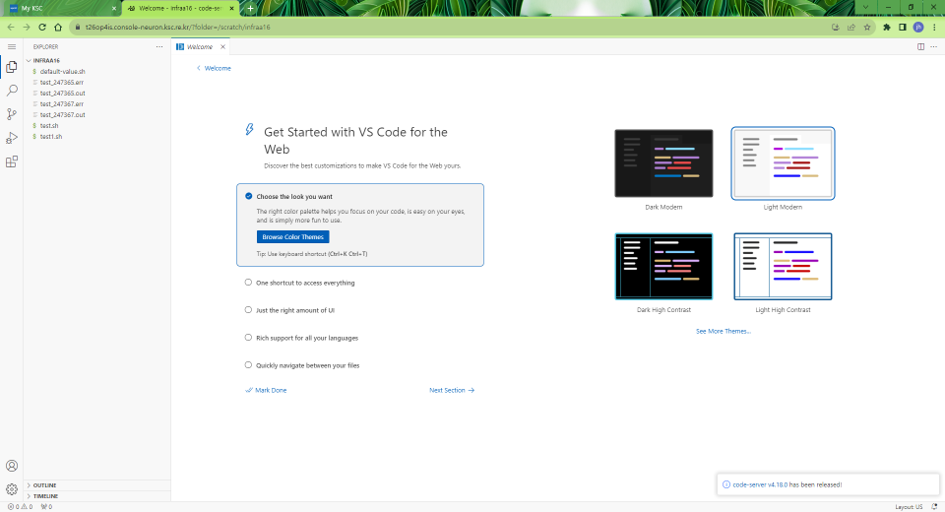 My KSC
Welcome - infraa16 - code-serv
t26op4is.console-neuron.ksc.re.kr/?folder=/scratch/infraa16
EXPLORER
INFRAA16
default-value.sh
test_247365.err
test_247365.out
test_247367.err
test_247367.out
test.sh
test1.sh
OUTLINE
TIMELINE
Welcome
Welcome
Get Started with VS Code for the
Web
Discover the best customizations to make VS Code for the Web yours.
Choose the look you want
The right color palette helps you focus on your code, is easy on your eyes,
and is simply more fun to use.
Browse Color Themes
Tip: Use keyboard shortcut (Ctrl+K Ctrl+T)
One shortcut to access everything
Just the right amount of UI
Rich support for all your languages
Quickly navigate between your files
Mark Done
Next Section
Dark Modern
Light Modern
Dark High Contrast
Light High Contrast
See More Themes...
code-server v4.18.0 has been released!
0 0 0
Layout: US